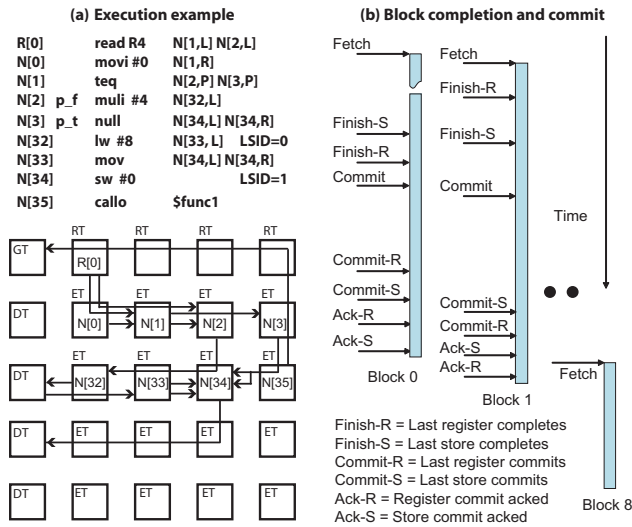 (a) Execution example
R[0] read R4 N[1,L] N[2,L]
N[0] movi #0 N[1,R]
N[1] teq N[2,P] N[3,P]
N[2] p_f muli #4 N[32,L]
N[3] p_t null N[34,L] N[34,R]
N[32] lw #8 N[33, L] LSID=0
N[33] mov N[34,L] N[34,R]
N[34] sw #0 LSID=1
N[35] callo $func1
RT RT RT RT
GT
R[0]
ET ET ET ET
DT
N[0] N[1] N[2] N[3]
ET ET ET ET
DT
N[32] N[33] N[34] N[35]
DT ET ET ET ET
DT ET ET ET ET
(b) Block completion and commit
Fetch
Finish-S
Finish-R
Commit
Commit-R
Commit-S
Ack-R
Ack-S
Block 0
Fetch
Finish-R
Finish-S
Commit
Commit-S
Commit-R
Ack-S
Ack-R
Block 1
Time
Fetch
Block 8
Finish-R = Last register completes
Finish-S = Last store completes
Commit-R = Last register commits
Commit-S = Last store commits
Ack-R = Register commit acked
Ack-S = Store commit acked